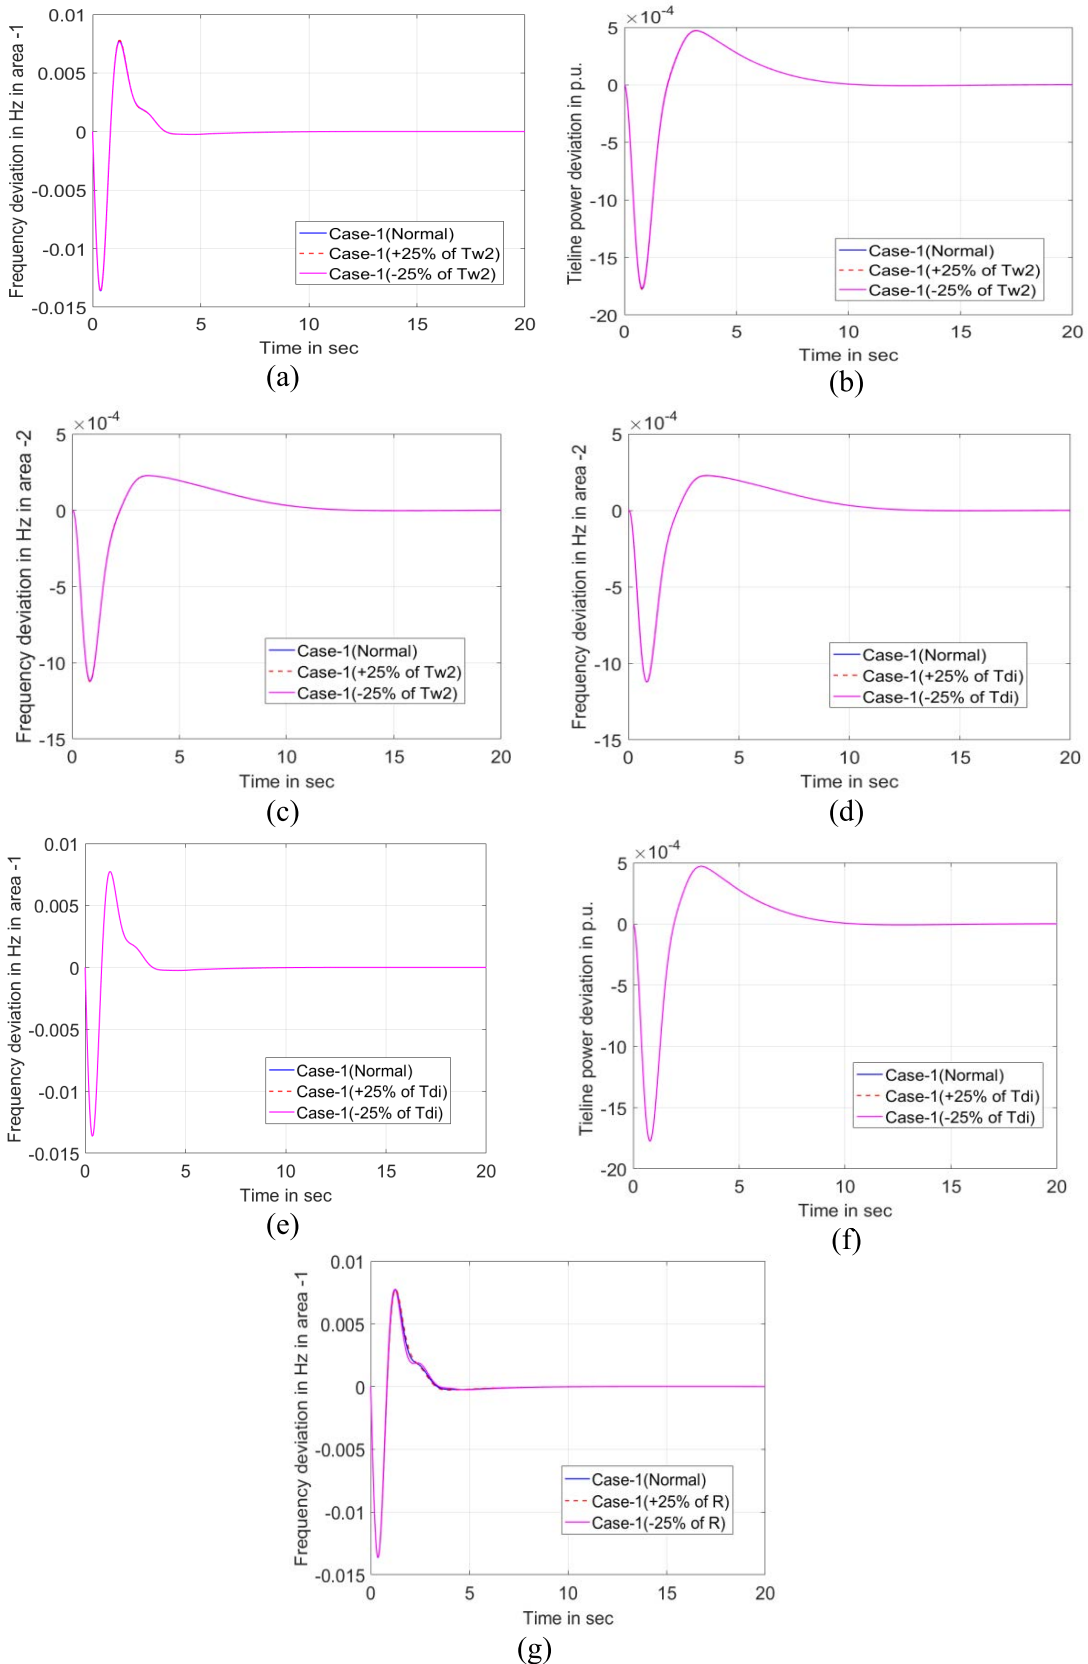 Frequency deviation in Hz in area -1
0.01
0.005
0
-0.005
-0.01
-0.015
0
5
10
15
20
Time in sec
Case-1(Normal)
Case-1(+25% of Tw2)
Case-1(-25% of Tw2)
(a)
Tieline power deviation in p.u.
×10-4
5
0
-5
-10
-15
-20
0
5
10
15
20
Time in sec
Case-1(Normal)
Case-1(+25% of Tw2)
Case-1(-25% of Tw2)
(b)
Frequency deviation in Hz in area -2
×10-4
5
0
-5
-10
-15
0
5
10
15
20
Time in sec
Case-1(Normal)
Case-1(+25% of Tw2)
Case-1(-25% of Tw2)
(c)
Frequency deviation in Hz in area -2
×10-4
5
0
-5
-10
-15
0
5
10
15
20
Time in sec
Case-1(Normal)
Case-1(+25% of Tdi)
Case-1(-25% of Tdi)
(d)
Frequency deviation in Hz in area -1
0.01
0.005
0
-0.005
-0.01
-0.015
0
5
10
15
20
Time in sec
Case-1(Normal)
Case-1(+25% of Tdi)
Case-1(-25% of Tdi)
(e)
Tieline power deviation in p.u.
×10-4
5
0
-5
-10
-15
-20
0
5
10
15
20
Time in sec
Case-1(Normal)
Case-1(+25% of Tdi)
Case-1(-25% of Tdi)
(f)
Frequency deviation in Hz in area -1
0.01
0.005
0
-0.005
-0.01
-0.015
0
5
10
15
20
Time in sec
Case-1(Normal)
Case-1(+25% of R)
Case-1(-25% of R)
(g)